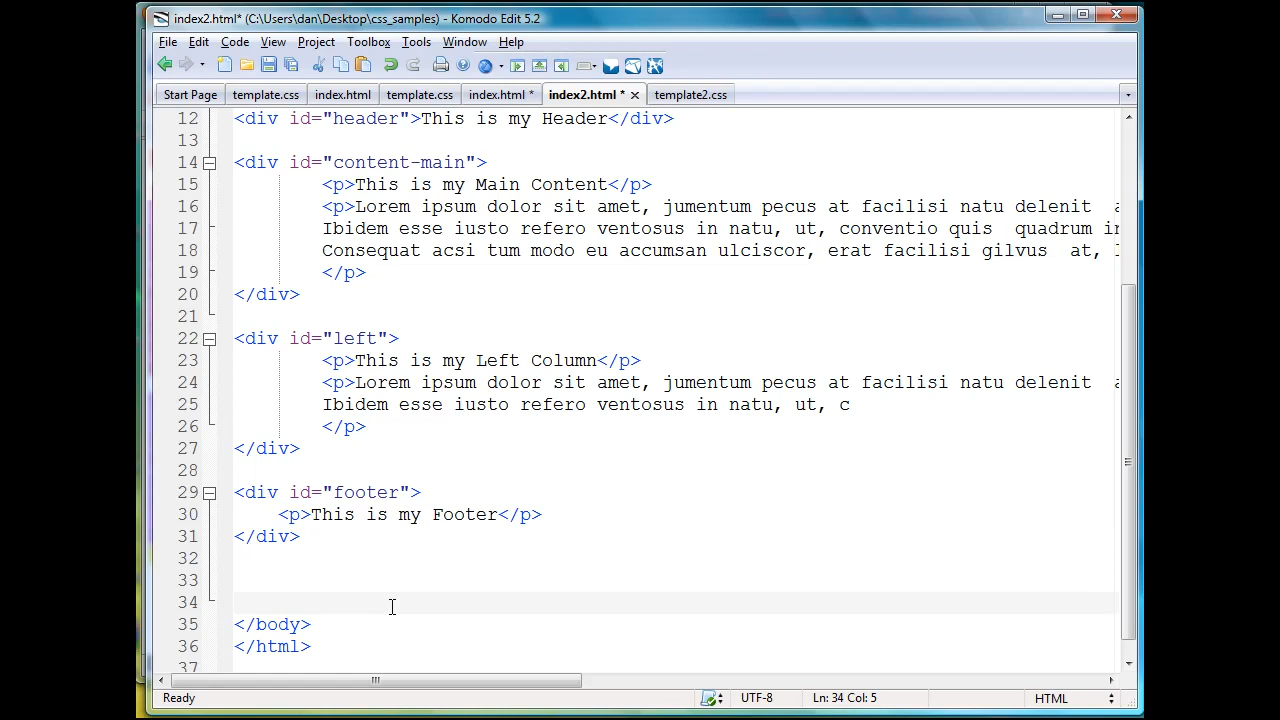 index2.html* (C:\Users\dan\Desktop\css_samples) - Komodo Edit 5.2
File Edit Code View Project Toolbox Tools Window Help
Start Page template.css index.html template.css index.html * index2.html * template2.css
12 <div id="header">This is my Header</div>
13
14 <div id="content-main">
15 <p>This is my Main Content</p>
16 <p>Lorem ipsum dolor sit amet, jumentum pecus at facilisi natu delenit a
17 Ibidem esse iusto refero ventosus in natu, ut, conventio quis quadrum in
18 Consequat acsi tum modo eu accumsan ulciscor, erat facilisi gilvus at,
19 </p>
20 </div>
21
22 <div id="left">
23 <p>This is my Left Column</p>
24 <p>Lorem ipsum dolor sit amet, jumentum pecus at facilisi natu delenit a
25 Ibidem esse iusto refero ventosus in natu, ut, c
26 </p>
27 </div>
28
29 <div id="footer">
30 <p>This is my Footer</p>
31 </div>
32
33
34
35 </body>
36 </html>
37
Ready UTF-8 Ln: 34 Col: 5 HTML